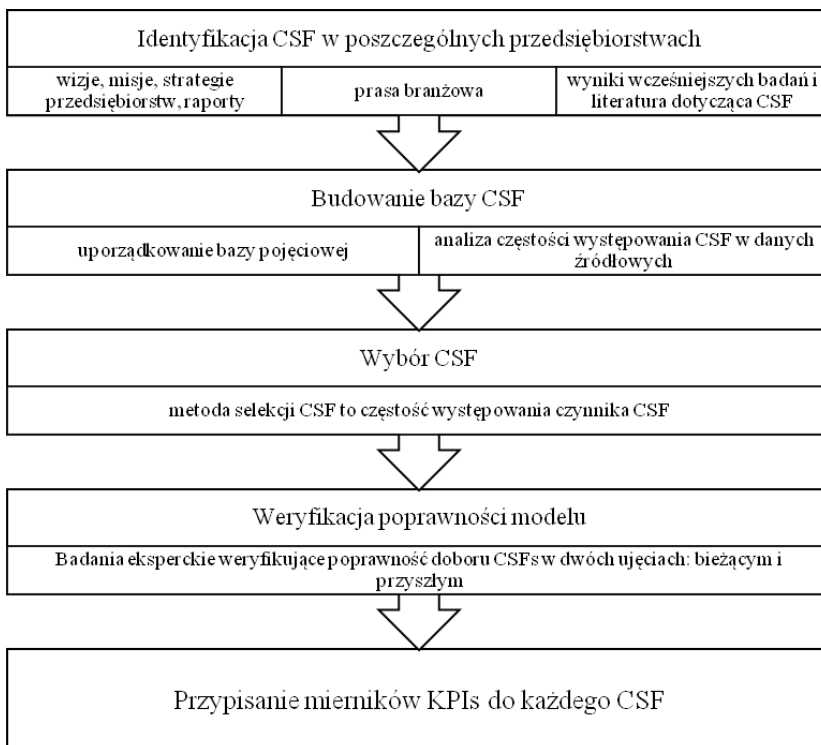 Identyfikacja CSF w poszczególnych przedsiębiorstwach
wizje, misje, strategie
przedsiębiorstw, raporty
prasa branżowa
wyniki wcześniejszych badań i
literatura dotycząca CSF
Budowanie bazy CSF
uporządkowanie bazy pojęciowej
analiza częstości występowania CSF w danych
źródłowych
Wybór CSF
metoda selekcji CSF to częstość występowania czynnika CSF
Weryfikacja poprawności modelu
Badania eksperckie weryfikujące poprawność doboru CSFs w dwóch ujęciach: bieżącym i
przyszłym
Przypisanie mierników KPIs do każdego CSF